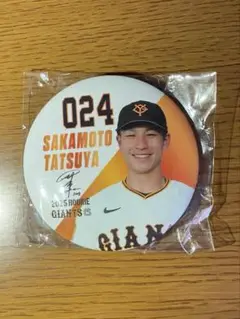 024
SAKAMOTO
TATSUYA
2025 ROOKIE
GIANTS
GIAN